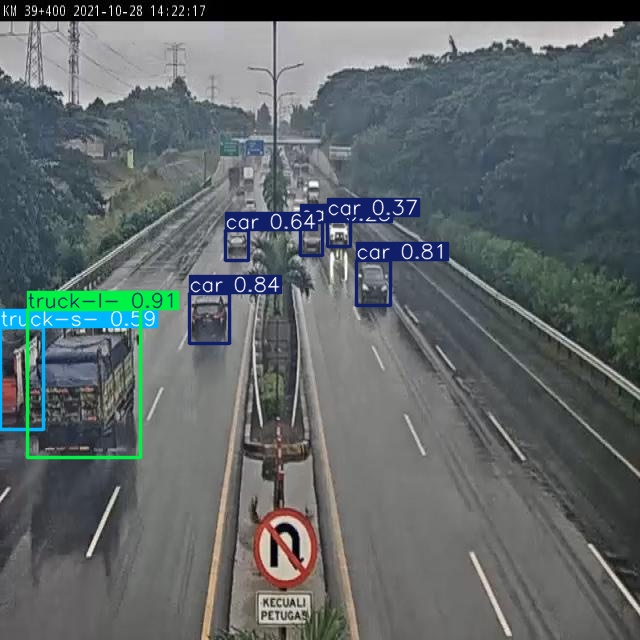 KM 39+400 2021-10-28 14:22:17
car 0.37
car 0.64
car 0.81
car 0.84
truck-l- 0.91
truck-s- 0.59
KECUALI
PETUGAS